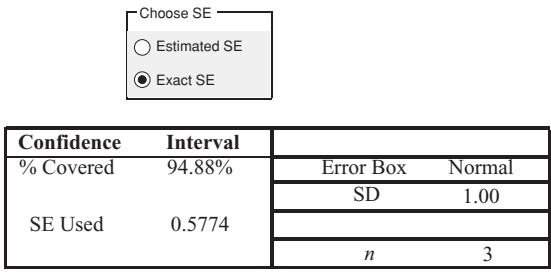 Choose SE
Estimated SE
Exact SE
Confidence Interval
% Covered 94.88% Error Box Normal
SD 1.00
SE Used 0.5774
n 3